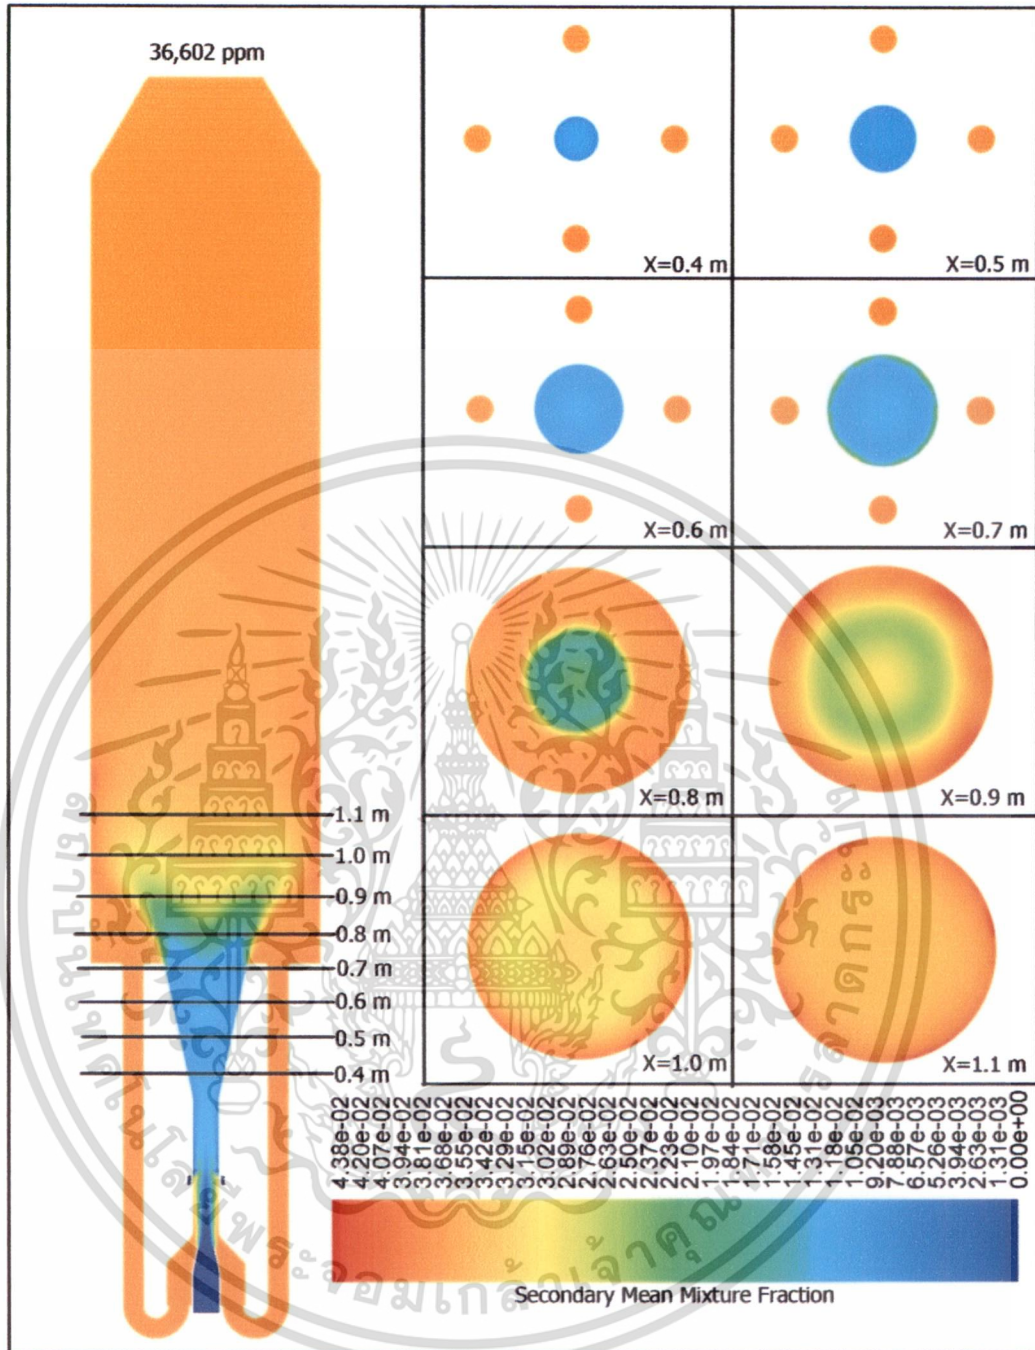 36,602 ppm
X=0.4 m
X=0.5 m
X=0.6 m
X=0.7 m
X=0.8 m
X=0.9 m
X=1.0 m
X=1.1 m
1.1 m
1.0 m
0.9 m
0.8 m
0.7 m
0.6 m
0.5 m
0.4 m
4.38e-02
4.20e-02
4.07e-02
3.94e-02
3.81e-02
3.68e-02
3.55e-02
3.42e-02
3.29e-02
3.15e-02
3.02e-02
2.89e-02
2.76e-02
2.63e-02
2.50e-02
2.37e-02
2.23e-02
2.10e-02
1.97e-02
1.84e-02
1.71e-02
1.58e-02
1.45e-02
1.31e-02
1.18e-02
1.05e-02
9.20e-03
7.88e-03
6.57e-03
5.26e-03
3.94e-03
2.63e-03
1.31e-03
0.00e+00
Secondary Mean Mixture Fraction